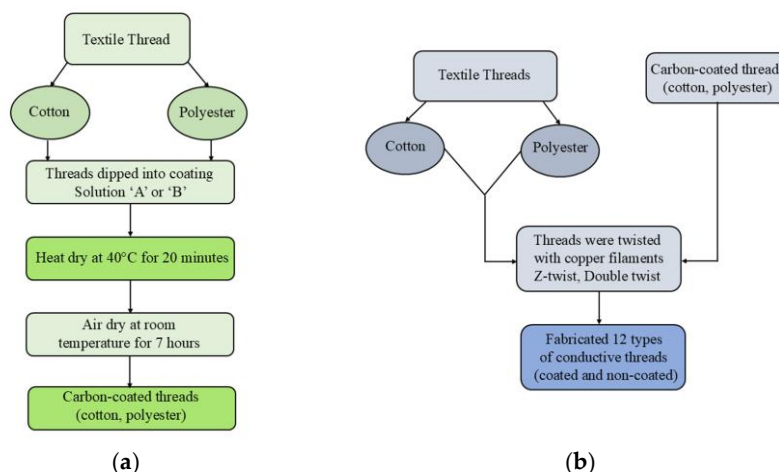 Textile Thread
Cotton
Polyester
Threads dipped into coating
Solution ‘A’ or ‘B’
Heat dry at 40°C for 20 minutes
Air dry at room
temperature for 7 hours
Carbon-coated threads
(cotton, polyester)
(a)
Textile Threads
Carbon-coated thread
(cotton, polyester)
Cotton
Polyester
Threads were twisted
with copper filaments
Z-twist, Double twist
Fabricated 12 types
of conductive threads
(coated and non-coated)
(b)